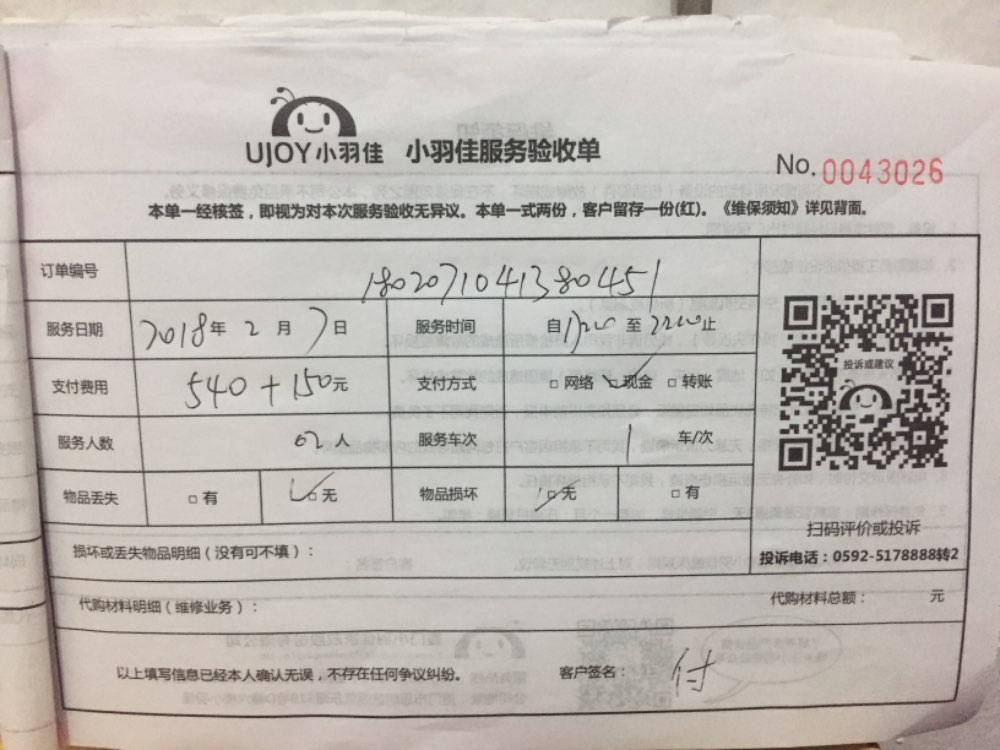 UJOY小羽佳 小羽佳服务验收单
No. 0043026
本单一经核签，即视为对本次服务验收无异议。本单一式两份，客户留存一份(红)。《维保须知》详见背面。
订单编号 1802071041380451
服务日期 2018年 2 月 7日 服务时间 自 至 止
支付费用 540+150元 支付方式 □网络 □现金 □转账
服务人数 02人 服务车次 1 车/次
物品丢失 □有 □无 物品损坏 □无 □有
投诉或建议
扫码评价或投诉
投诉电话：0592-5178888转2
损坏或丢失物品明细（没有可不填）：
代购材料明细（维修业务）： 代购材料总额： 元
以上填写信息已经本人确认无误，不存在任何争议纠纷。 客户签名： 付